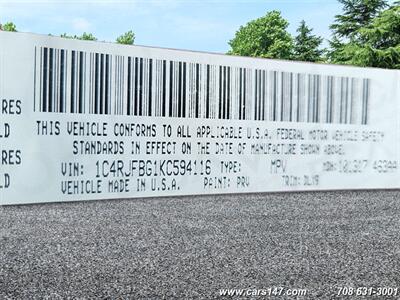 RES
LD
RES
LD
THIS VEHICLE CONFORMS TO ALL APPLICABLE U.S.A. FEDERAL MOTOR VEHICLE SAFETY
STANDARDS IN EFFECT ON THE DATE OF MANUFACTURE SHOWN ABOVE.
VIN: 1C4RJFBG1KC594116 TYPE: MPV MDH:
VEHICLE MADE IN U.S.A. PAINT: PRV TRIM: DLX9
www.cars147.com 708-631-3001